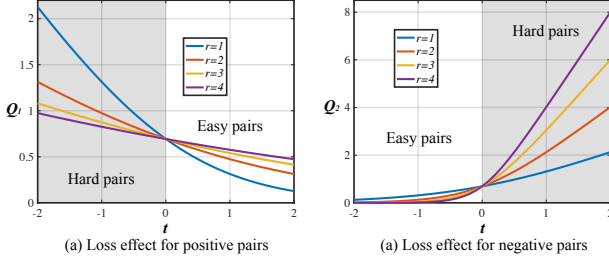 2
1.5
1
0.5
0
Q1
r=1
r=2
r=3
r=4
Easy pairs
Hard pairs
-2 -1 0 1 2
t
(a) Loss effect for positive pairs
8
6
4
2
0
Q2
r=1
r=2
r=3
r=4
Hard pairs
Easy pairs
-2 -1 0 1 2
t
(a) Loss effect for negative pairs